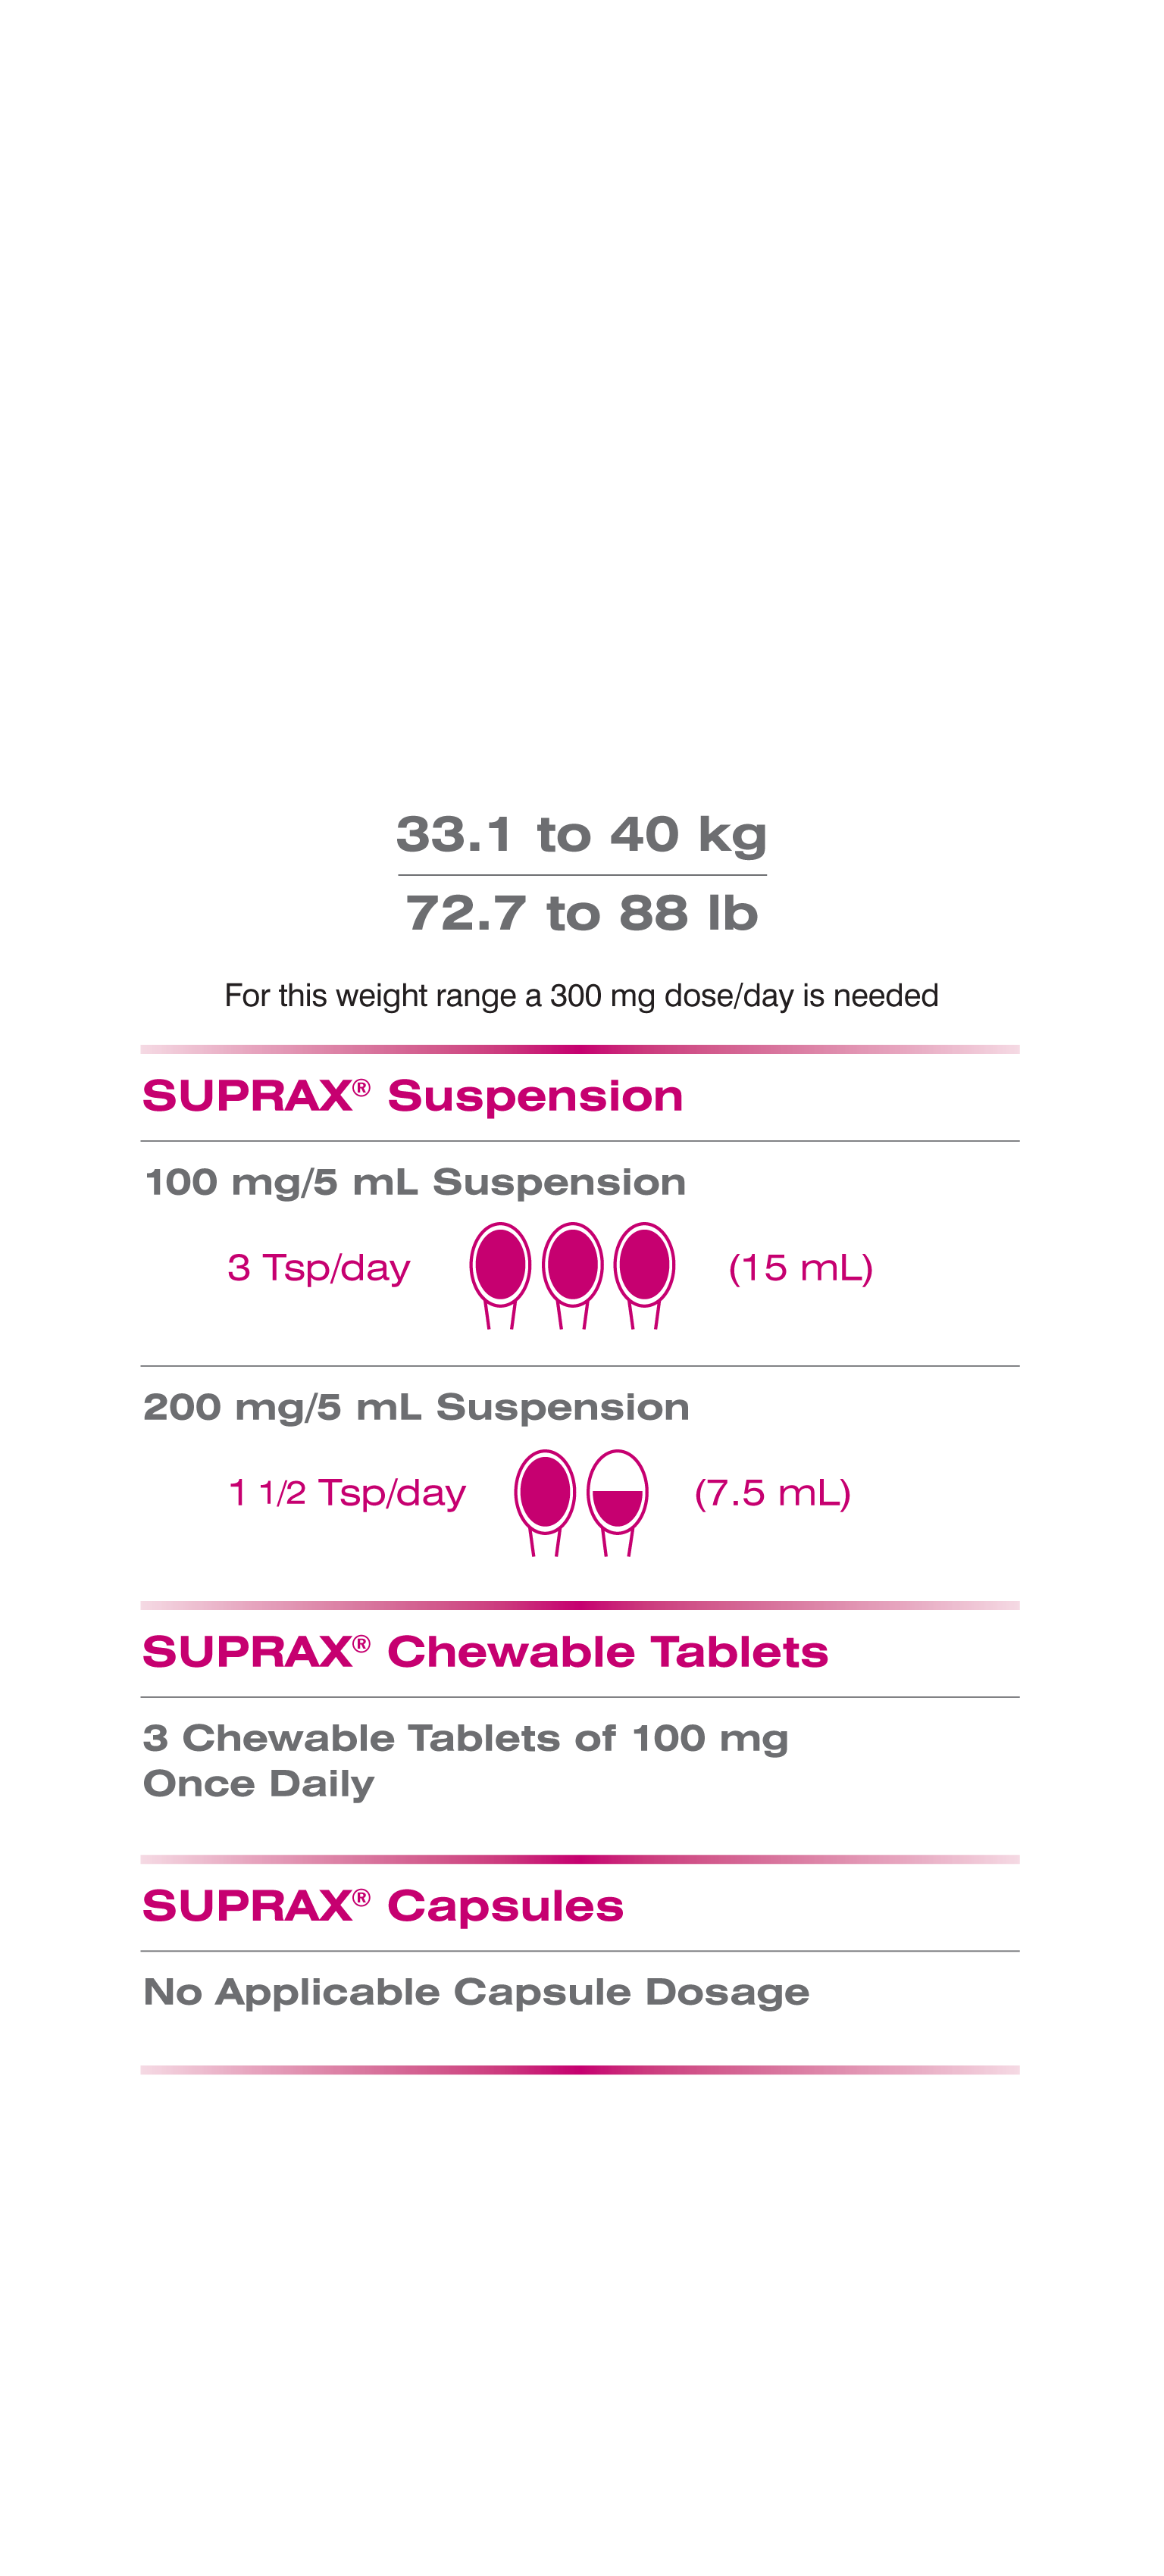 33.1 to 40 kg
72.7 to 88 lb
For this weight range a 300 mg dose/day is needed
SUPRAX® Suspension
100 mg/5 mL Suspension
3 Tsp/day (15 mL)
200 mg/5 mL Suspension
1 1/2 Tsp/day (7.5 mL)
SUPRAX® Chewable Tablets
3 Chewable Tablets of 100 mg
Once Daily
SUPRAX® Capsules
No Applicable Capsule Dosage